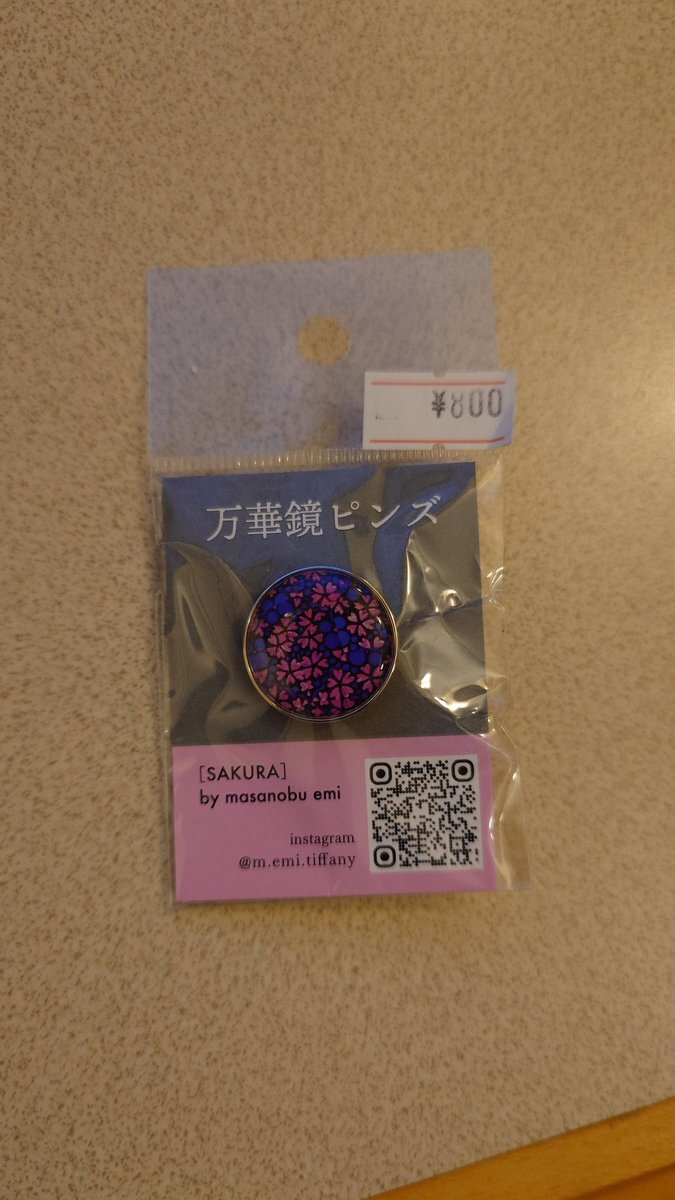 ¥800
万華鏡ピンズ
[SAKURA]
by masanobu emi
instagram
@m.emi.tiffany